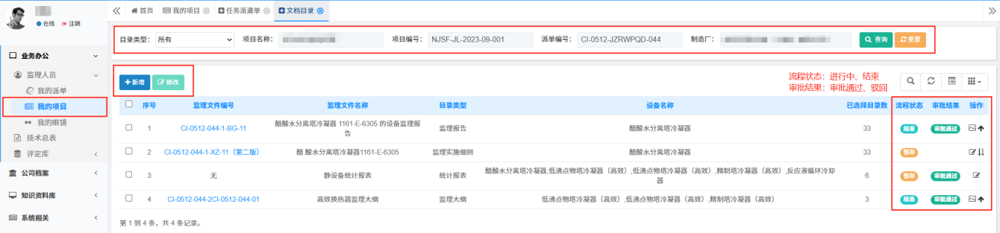 首页 我的项目 任务派遣单 文档目录
在线 注销
目录类型： 所有 项目名称： 项目编号： NJSF-JL-2023-09-001 派单编号： CI-0512-JZRWPQD-044 制造厂： 查询 重置
业务办公
监理人员
我的派单
我的项目
我的眼镜
技术总表
评定库
公司档案
知识资料库
系统相关
新增 修改
流程状态：进行中、结束
审批结果：审批通过、驳回
序号 监理文件编号 监理文件名称 目录类型 设备名称 已选择目录数 流程状态 审批结果 操作
1 CI-0512-044-1-BG-11 醋酸水分离塔冷凝器 1161-E-6305 的设备监理报告 监理报告 醋酸水分离塔冷凝器 33 结束 审批通过
2 CI-0512-044-1-XZ-11（第二版） 醋 酸水分离塔冷凝器1161-E-6305 监理实施细则 醋酸水分离塔冷凝器 33 暂存
3 无 静设备统计报表 统计报表 醋酸水分离塔冷凝器,低沸点物塔冷凝器（高效）,低沸点物塔冷凝器（高效）,精制塔冷凝器（高效）,反应液循环冷却器 6 暂存 审批通过
4 CI-0512-044-2CI-0512-044-01 高效换热器监理大纲 监理大纲 低沸点物塔冷凝器（高效）,低沸点物塔冷凝器（高效）,精制塔冷凝器（高效） 3 结束 审批通过
第 1 到 4 条，共 4 条记录。